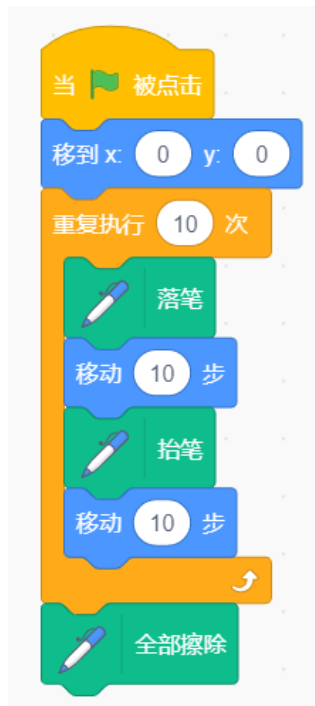 当 被点击
移到 x: 0 y: 0
重复执行 10 次
落笔
移动 10 步
抬笔
移动 10 步
全部擦除